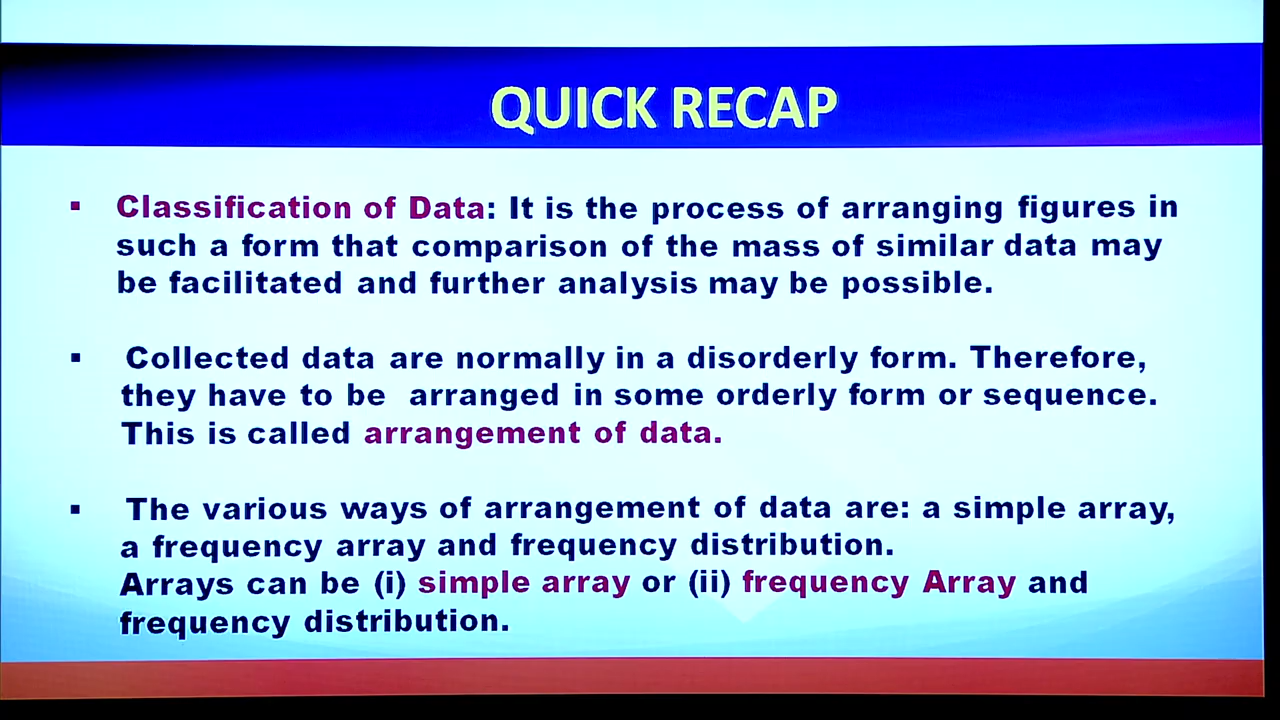 QUICK RECAP
▪ Classification of Data: It is the process of arranging figures in
such a form that comparison of the mass of similar data may
be facilitated and further analysis may be possible.
▪ Collected data are normally in a disorderly form. Therefore,
they have to be arranged in some orderly form or sequence.
This is called arrangement of data.
▪ The various ways of arrangement of data are: a simple array,
a frequency array and frequency distribution.
Arrays can be (i) simple array or (ii) frequency Array and
frequency distribution.